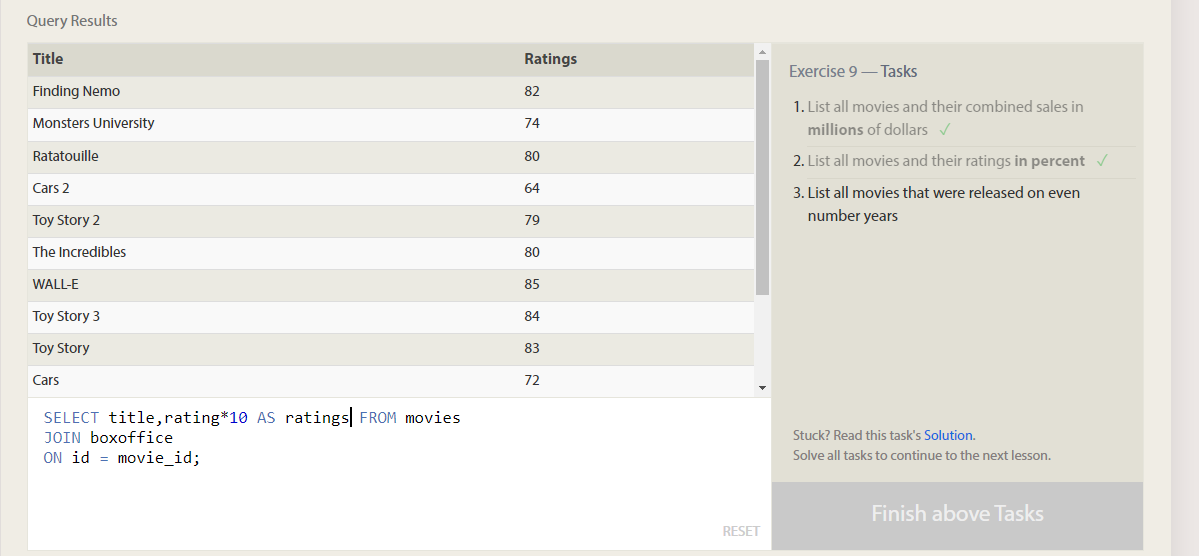 Query Results
Title Ratings
Finding Nemo 82
Monsters University 74
Ratatouille 80
Cars 2 64
Toy Story 2 79
The Incredibles 80
WALL-E 85
Toy Story 3 84
Toy Story 83
Cars 72
SELECT title,rating*10 AS ratings FROM movies
JOIN boxoffice
ON id = movie_id;
RESET
Exercise 9 — Tasks
1. List all movies and their combined sales in
millions of dollars ✓
2. List all movies and their ratings in percent ✓
3. List all movies that were released on even
number years
Stuck? Read this task's Solution.
Solve all tasks to continue to the next lesson.
Finish above Tasks